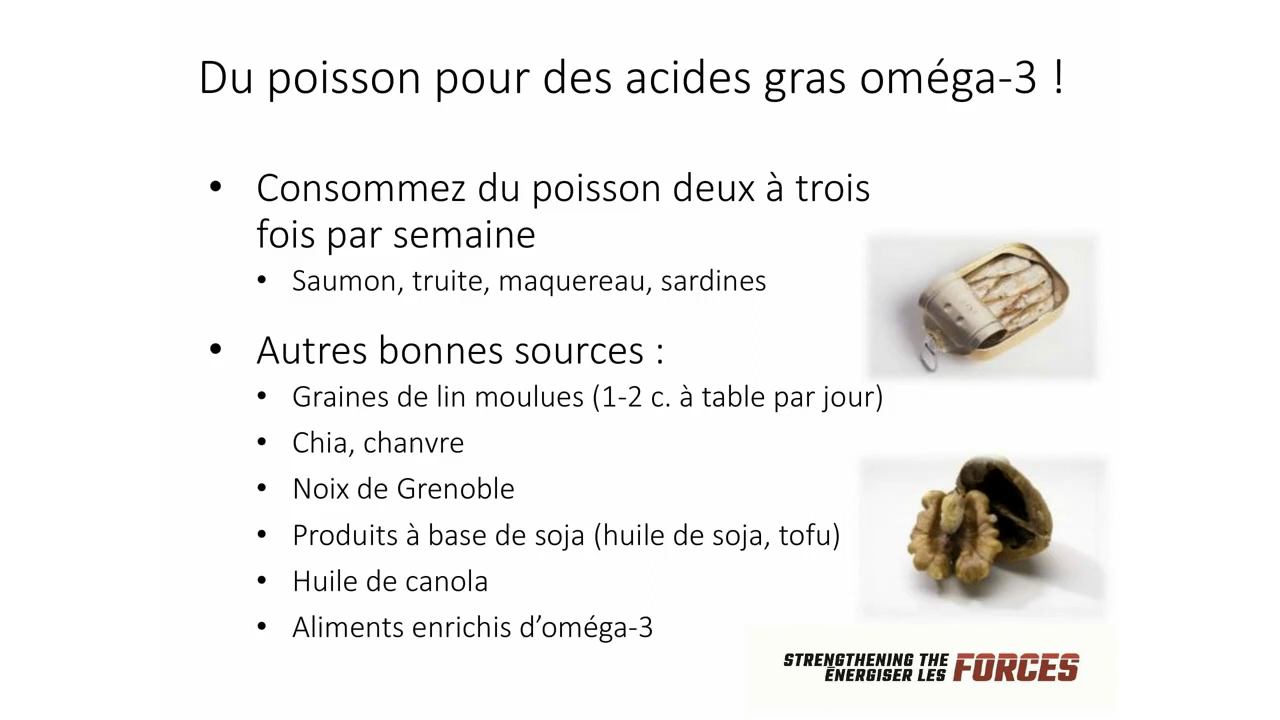 Du poisson pour des acides gras oméga-3 !
• Consommez du poisson deux à trois
fois par semaine
• Saumon, truite, maquereau, sardines
• Autres bonnes sources :
• Graines de lin moulues (1-2 c. à table par jour)
• Chia, chanvre
• Noix de Grenoble
• Produits à base de soja (huile de soja, tofu)
• Huile de canola
• Aliments enrichis d’oméga-3
STRENGTHENING THE
ÉNERGISER LES FORCES